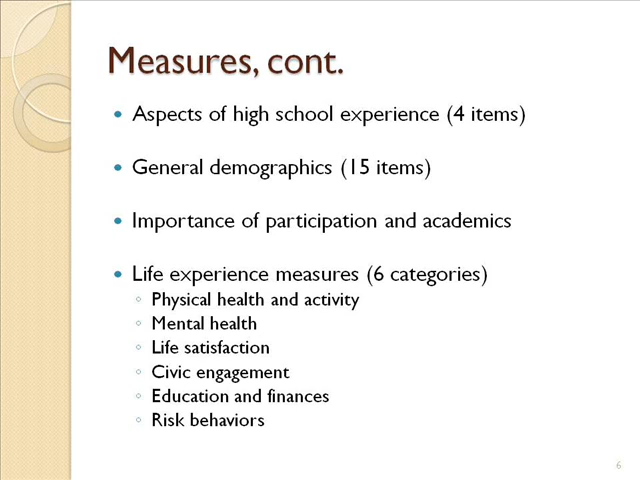 Measures, cont.
• Aspects of high school experience (4 items)
• General demographics (15 items)
• Importance of participation and academics
• Life experience measures (6 categories)
◦ Physical health and activity
◦ Mental health
◦ Life satisfaction
◦ Civic engagement
◦ Education and finances
◦ Risk behaviors
6